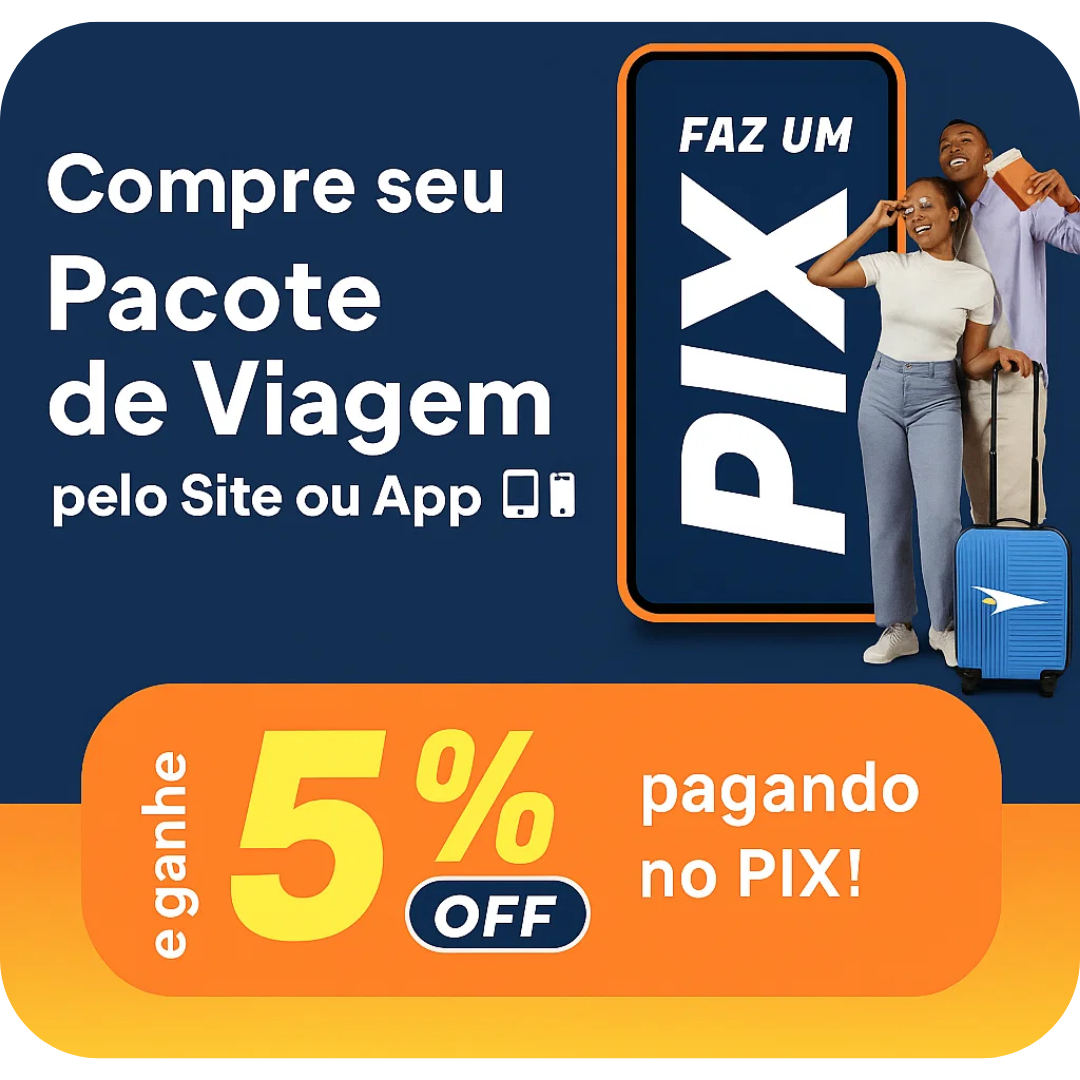 Compre seu
Pacote
de Viagem
pelo Site ou App
FAZ UM
PIX
e ganhe
5%
OFF
pagando
no PIX!